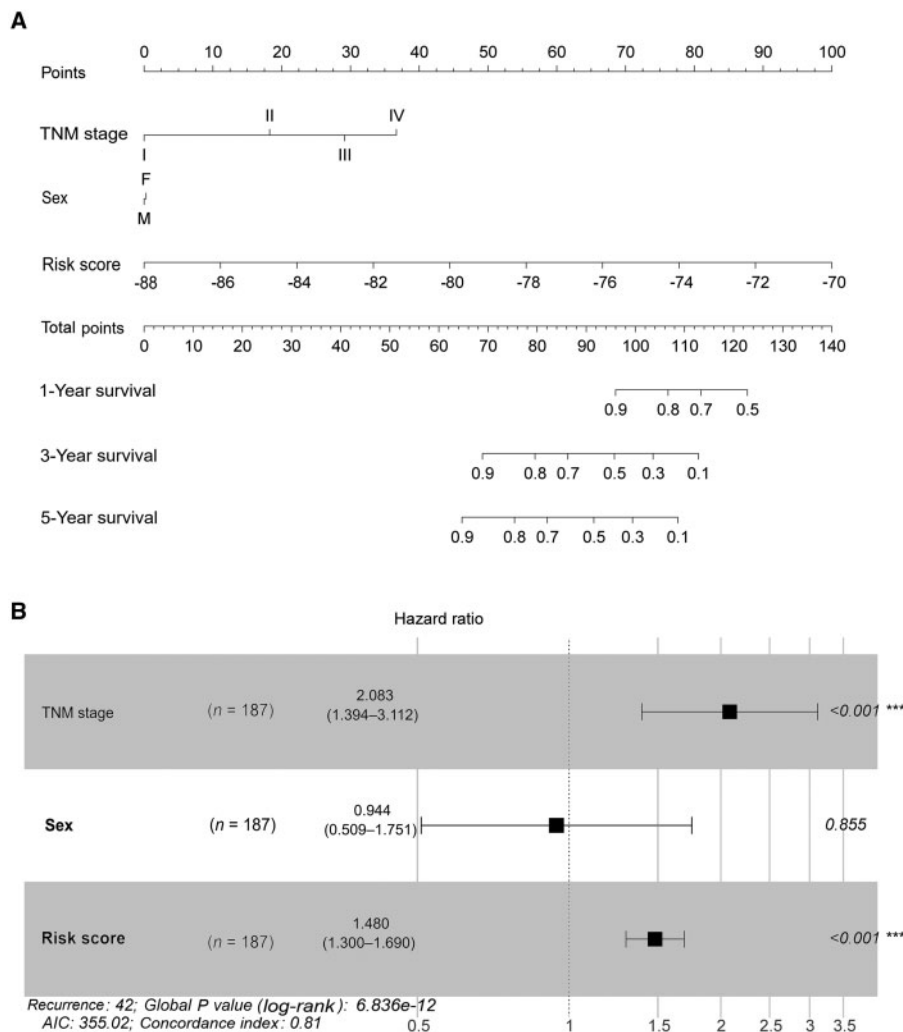 A
Points 0 10 20 30 40 50 60 70 80 90 100
II IV
TNM stage
I III
F
Sex
M
Risk score
-88 -86 -84 -82 -80 -78 -76 -74 -72 -70
Total points
0 10 20 30 40 50 60 70 80 90 100 110 120 130 140
1-Year survival
0.9 0.8 0.7 0.5
3-Year survival
0.9 0.8 0.7 0.5 0.3 0.1
5-Year survival
0.9 0.8 0.7 0.5 0.3 0.1
B
Hazard ratio
TNM stage (n = 187) 2.083 <0.001 ***
(1.394–3.112)
Sex (n = 187) 0.944 0.855
(0.509–1.751)
Risk score (n = 187) 1.480 <0.001 ***
(1.300–1.690)
Recurrence: 42; Global P value (log-rank): 6.836e-12
AIC: 355.02; Concordance index: 0.81
0.5 1 1.5 2 2.5 3 3.5